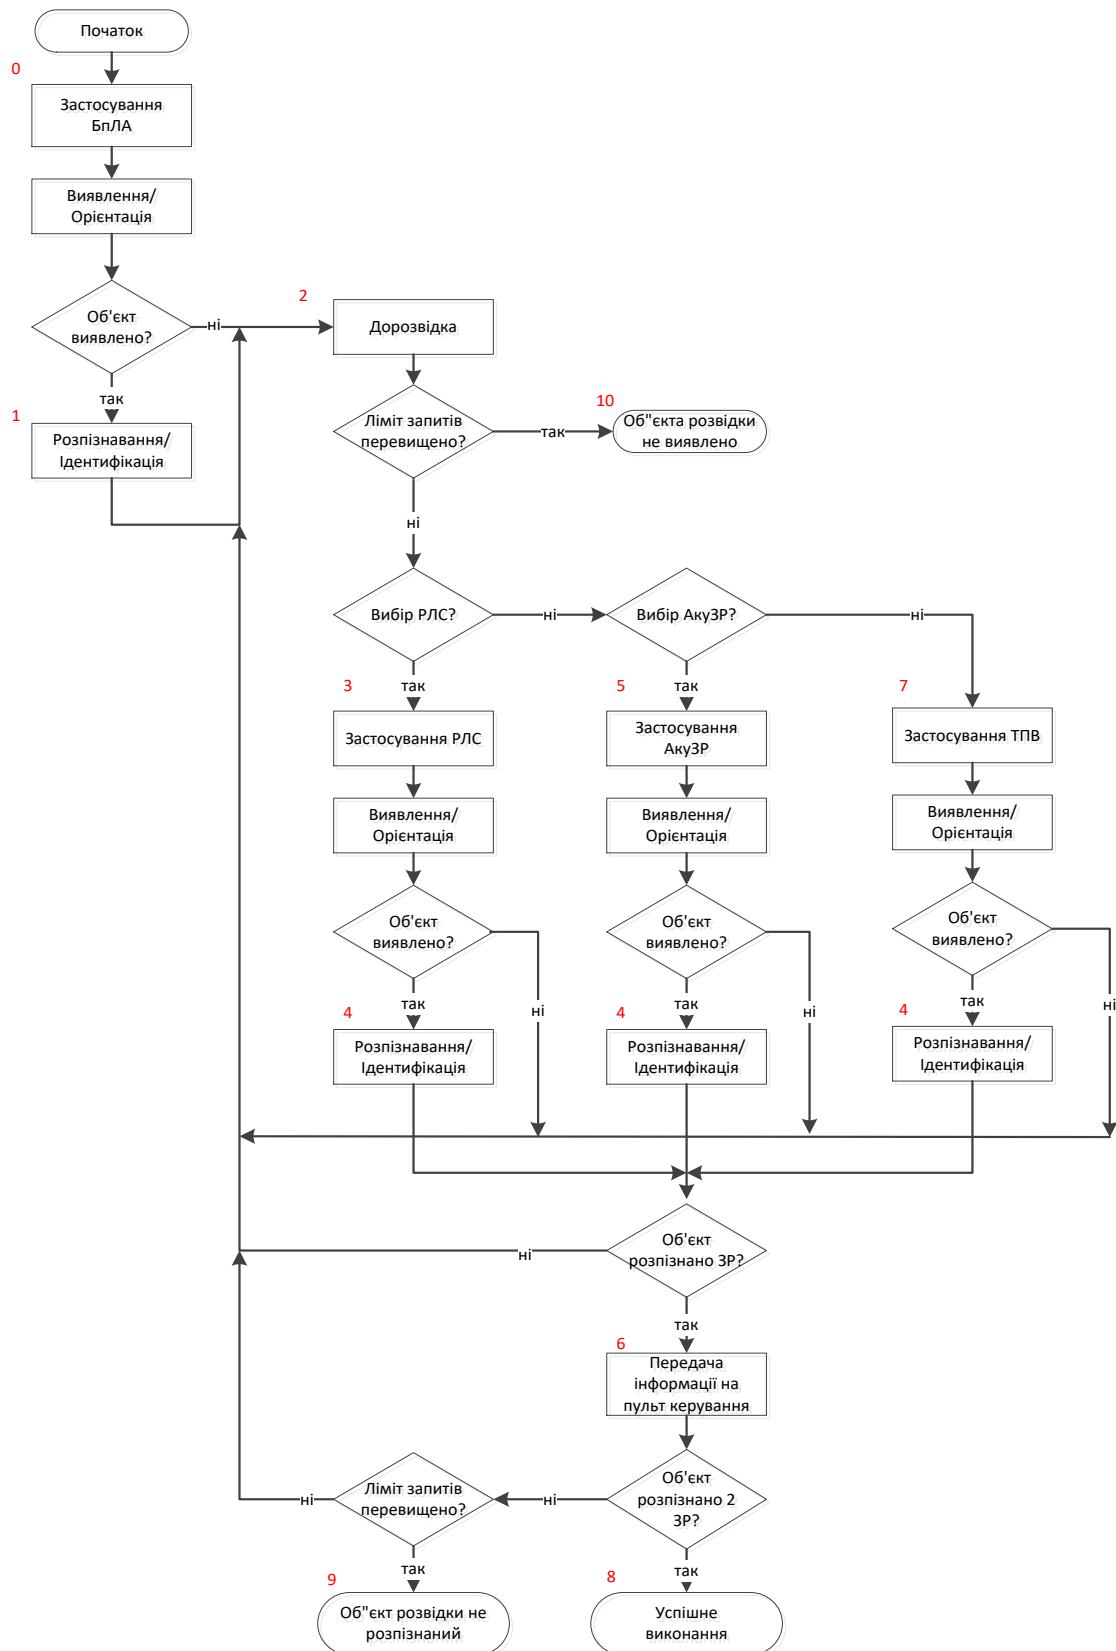 Початок
0
Застосування
БпЛА
Виявлення/
Орієнтація
Об'єкт
виявлено?
ні
так
1
Розпізнавання/
Ідентифікація
2
Дорозвідка
Ліміт запитів
перевищено?
так
10
Об"єкта розвідки
не виявлено
ні
Вибір РЛС?
ні
Вибір АкуЗР?
ні
3
так
5
так
7
Застосування РЛС
Застосування
АкуЗР
Застосування ТПВ
Виявлення/
Орієнтація
Виявлення/
Орієнтація
Виявлення/
Орієнтація
Об'єкт
виявлено?
Об'єкт
виявлено?
Об'єкт
виявлено?
4
так
ні
4
так
ні
4
так
ні
Розпізнавання/
Ідентифікація
Розпізнавання/
Ідентифікація
Розпізнавання/
Ідентифікація
Об'єкт
розпізнано ЗР?
ні
так
6
Передача
інформації на
пульт керування
Об'єкт
розпізнано 2
ЗР?
ні
Ліміт запитів
перевищено?
ні
так
9
Об"єкт розвідки не
розпізнаний
так
8
Успішне
виконання